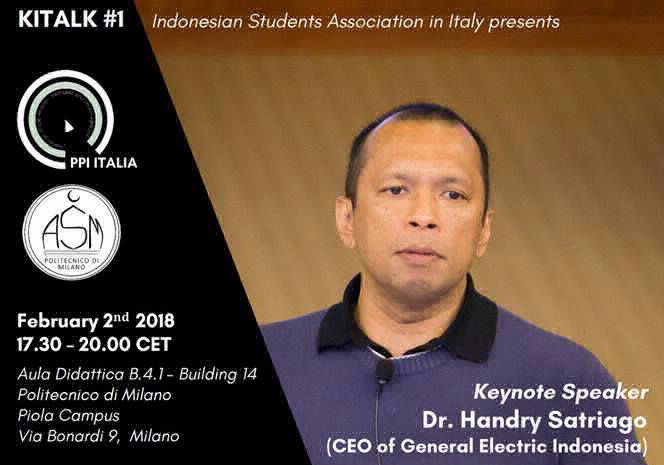 KITALK #1
Indonesian Students Association in Italy presents
PPI ITALIA
ASM
POLITECNICO DI
MILANO
February 2ⁿᵈ 2018
17.30 – 20.00 CET
Aula Didattica B.4.1 – Building 14
Politecnico di Milano
Piola Campus
Via Bonardi 9, Milano
Keynote Speaker
Dr. Handry Satriago
(CEO of General Electric Indonesia)